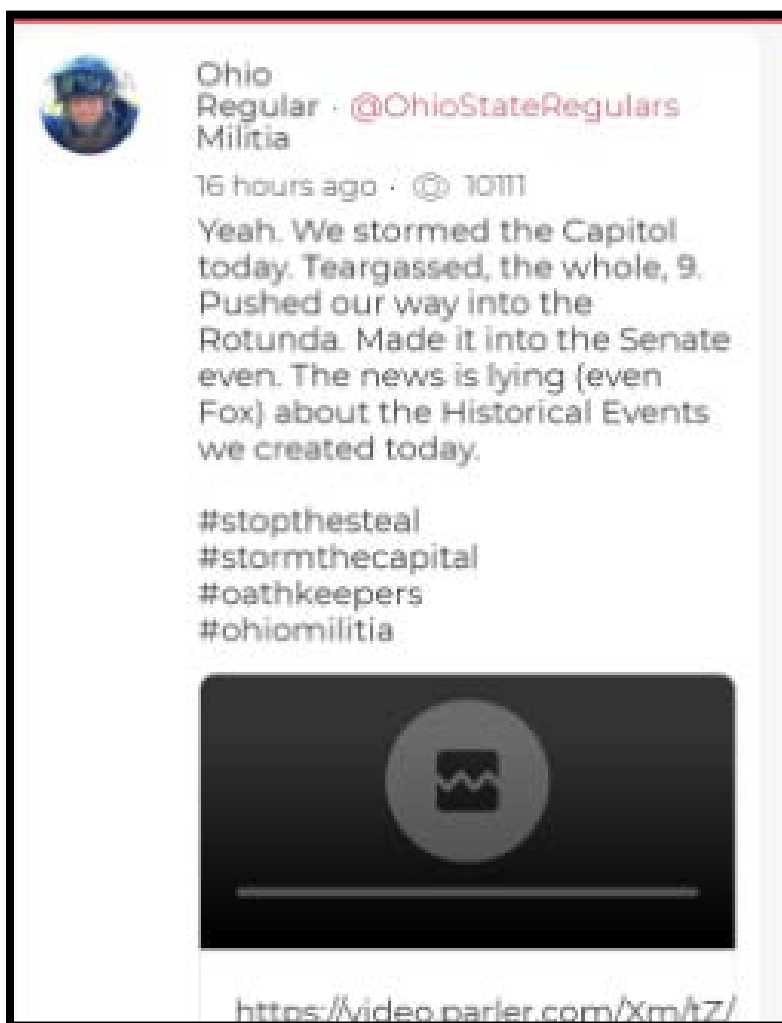 Ohio
Regular · @OhioStateRegulars
Militia
16 hours ago · 10111
Yeah. We stormed the Capitol
today. Teargassed, the whole, 9.
Pushed our way into the
Rotunda. Made it into the Senate
even. The news is lying (even
Fox) about the Historical Events
we created today.
#stopthesteal
#stormthecapital
#oathkeepers
#ohiomilitia
https://video.parler.com/Xm/tZ/